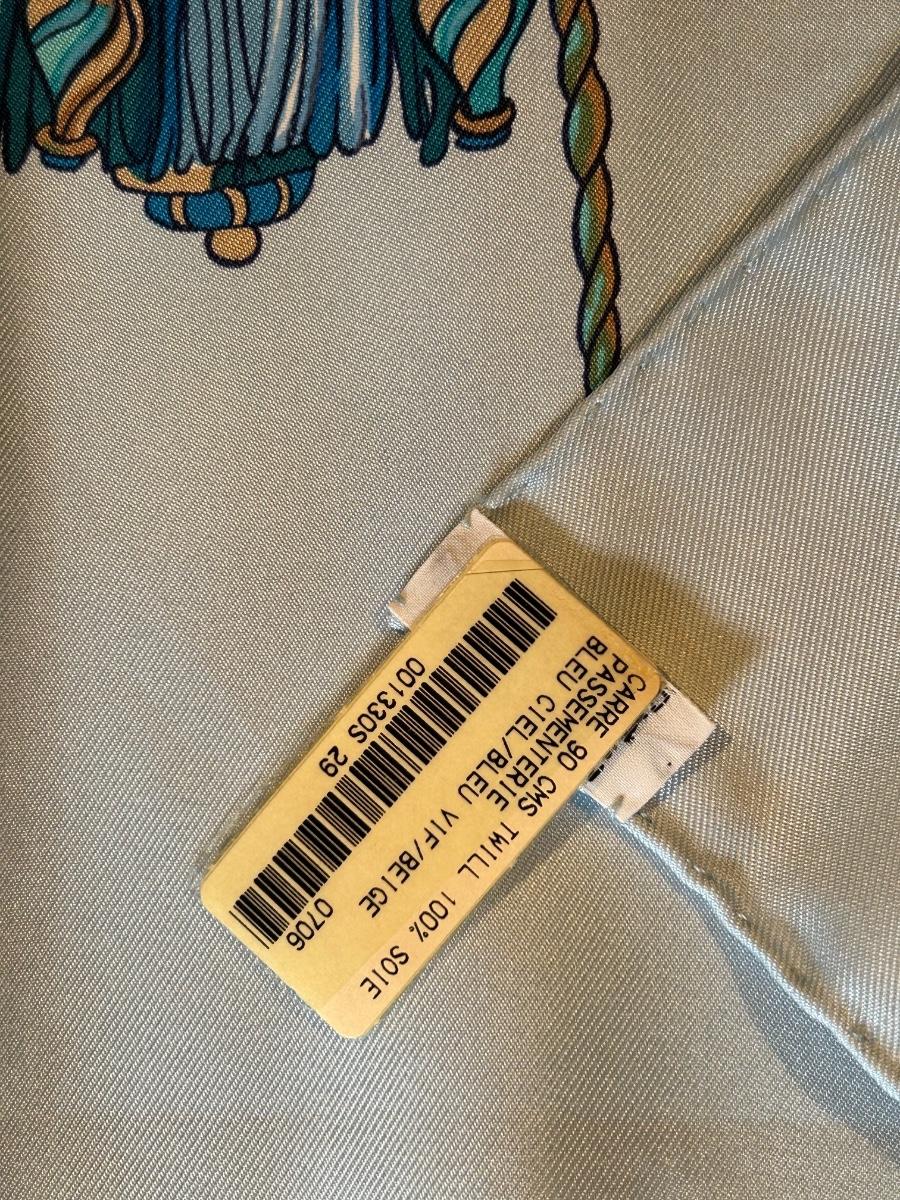 CARRE 90 CMS TWILL 100% SOIE
PASSEMENTERIE
BLEU CIEL/BLEU VIF/BEIGE
001330S 29 0706